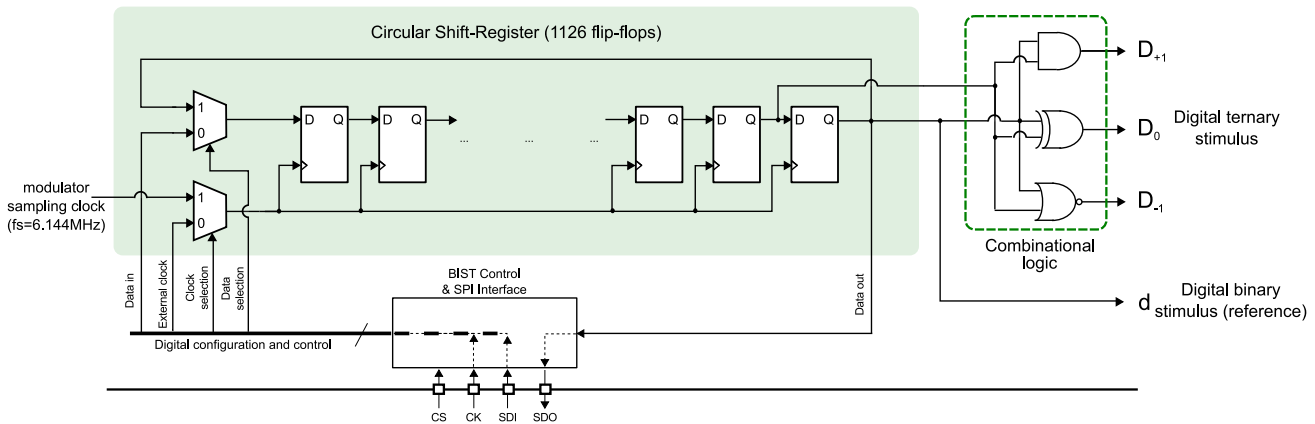 Circular Shift-Register (1126 flip-flops)
1
0
D Q
D Q
... ... ...
D Q
D Q
D Q
modulator
sampling clock
(fs=6.144MHz)
1
0
D+1
D0
Digital ternary
stimulus
D-1
Combinational
logic
Data in
External clock
Clock
selection
Data
selection
Data out
BIST Control
& SPI Interface
d
Digital binary
stimulus (reference)
Digital configuration and control
CS
CK
SDI
SDO